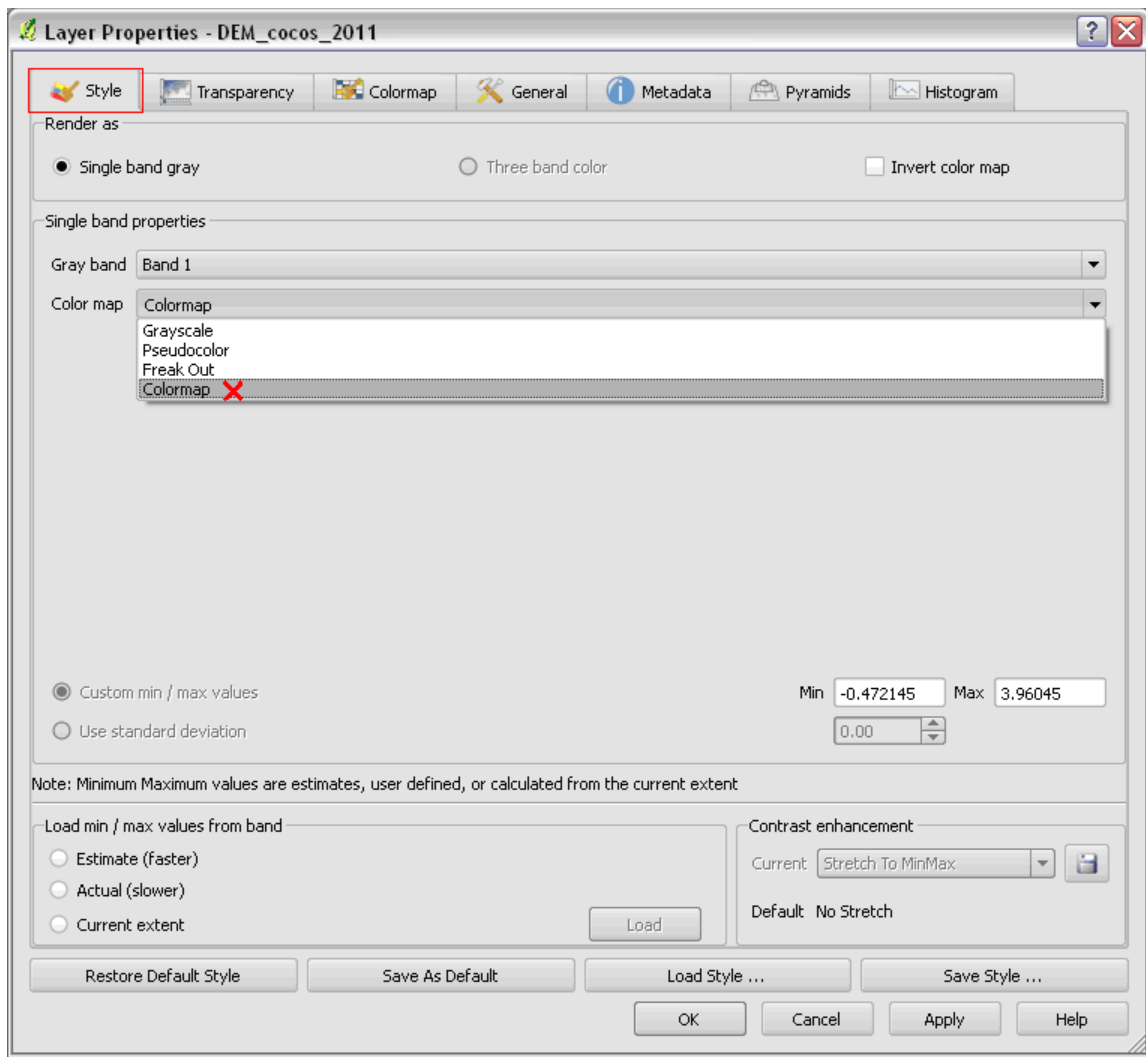 Layer Properties - DEM_cocos_2011
Style Transparency Colormap General Metadata Pyramids Histogram
Render as
Single band gray Three band color Invert color map
Single band properties
Gray band Band 1
Color map Colormap
Grayscale
Pseudocolor
Freak Out
Colormap
Custom min / max values Min -0.472145 Max 3.96045
Use standard deviation 0.00
Note: Minimum Maximum values are estimates, user defined, or calculated from the current extent
Load min / max values from band
Estimate (faster)
Actual (slower)
Current extent Load
Contrast enhancement
Current Stretch To MinMax
Default No Stretch
Restore Default Style Save As Default Load Style ... Save Style ...
OK Cancel Apply Help